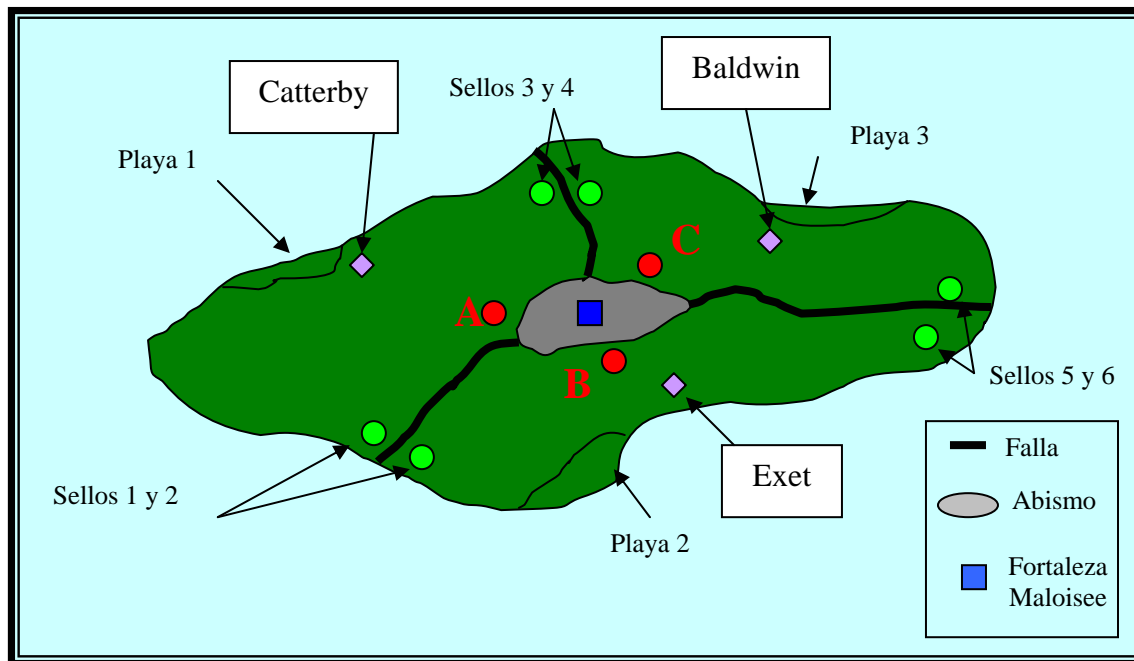 Baldwin
Catterby
Sellos 3 y 4
Playa 3
Playa 1
C
A
B
Sellos 5 y 6
Exet
Sellos 1 y 2
Playa 2
Falla
Abismo
Fortaleza
Maloisee